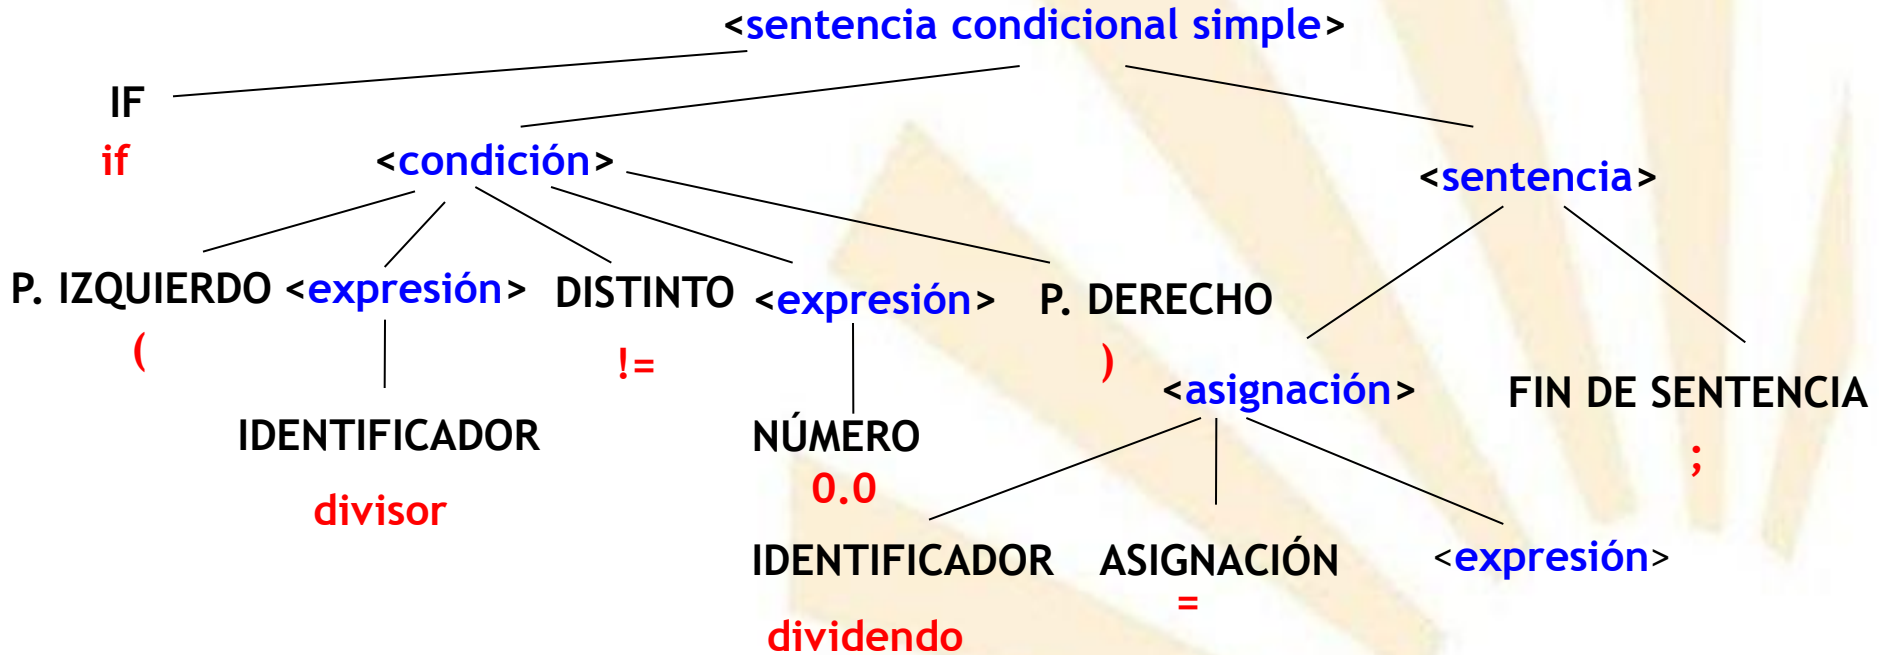 <sentencia condicional simple>
IF
if
<condición>
<sentencia>
P. IZQUIERDO <expresión> DISTINTO <expresión> P. DERECHO
( != )
<asignación> FIN DE SENTENCIA
;
IDENTIFICADOR NÚMERO
0.0
divisor
IDENTIFICADOR ASIGNACIÓN <expresión>
=
dividendo